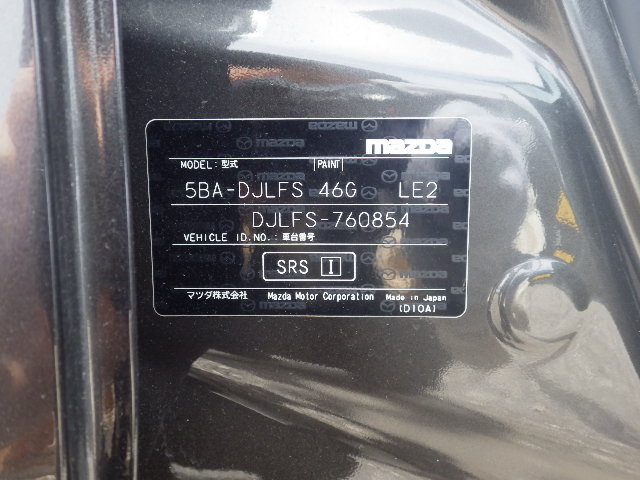 mazda
MODEL: 型式 PAINT
5BA-DJLFS 46G LE2
DJLFS-760854
VEHICLE ID.NO.: 車台番号
SRS I
マツダ株式会社 Mazda Motor Corporation Made in Japan
(D10A)